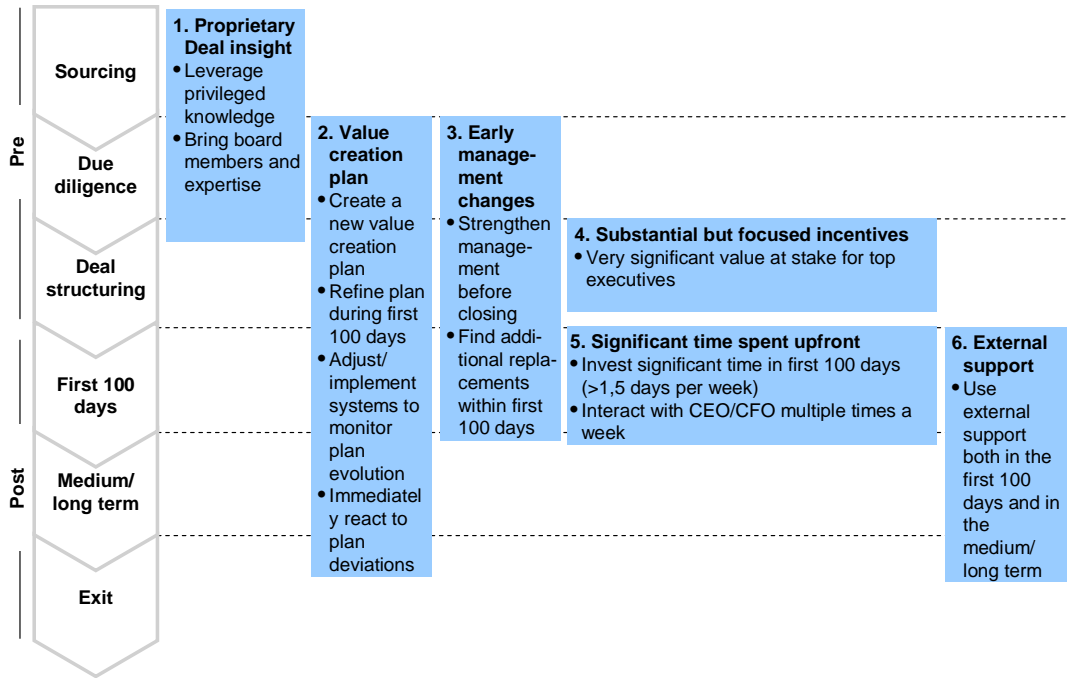 Pre
Post
Sourcing
Due
diligence
Deal
structuring
First 100
days
Medium/
long term
Exit
1. Proprietary
Deal insight
• Leverage
privileged
knowledge
• Bring board
members and
expertise
2. Value
creation
plan
• Create a
new value
creation
plan
• Refine plan
during first
100 days
• Adjust/
implement
systems to
monitor
plan
evolution
• Immediatel
y react to
plan
deviations
3. Early
manage-
ment
changes
• Strengthen
manage-
ment
before
closing
• Find addi-
tional repla-
cements
within first
100 days
4. Substantial but focused incentives
• Very significant value at stake for top
executives
5. Significant time spent upfront
• Invest significant time in first 100 days
(>1,5 days per week)
• Interact with CEO/CFO multiple times a
week
6. External
support
• Use
external
support
both in the
first 100
days and in
the
medium/
long term